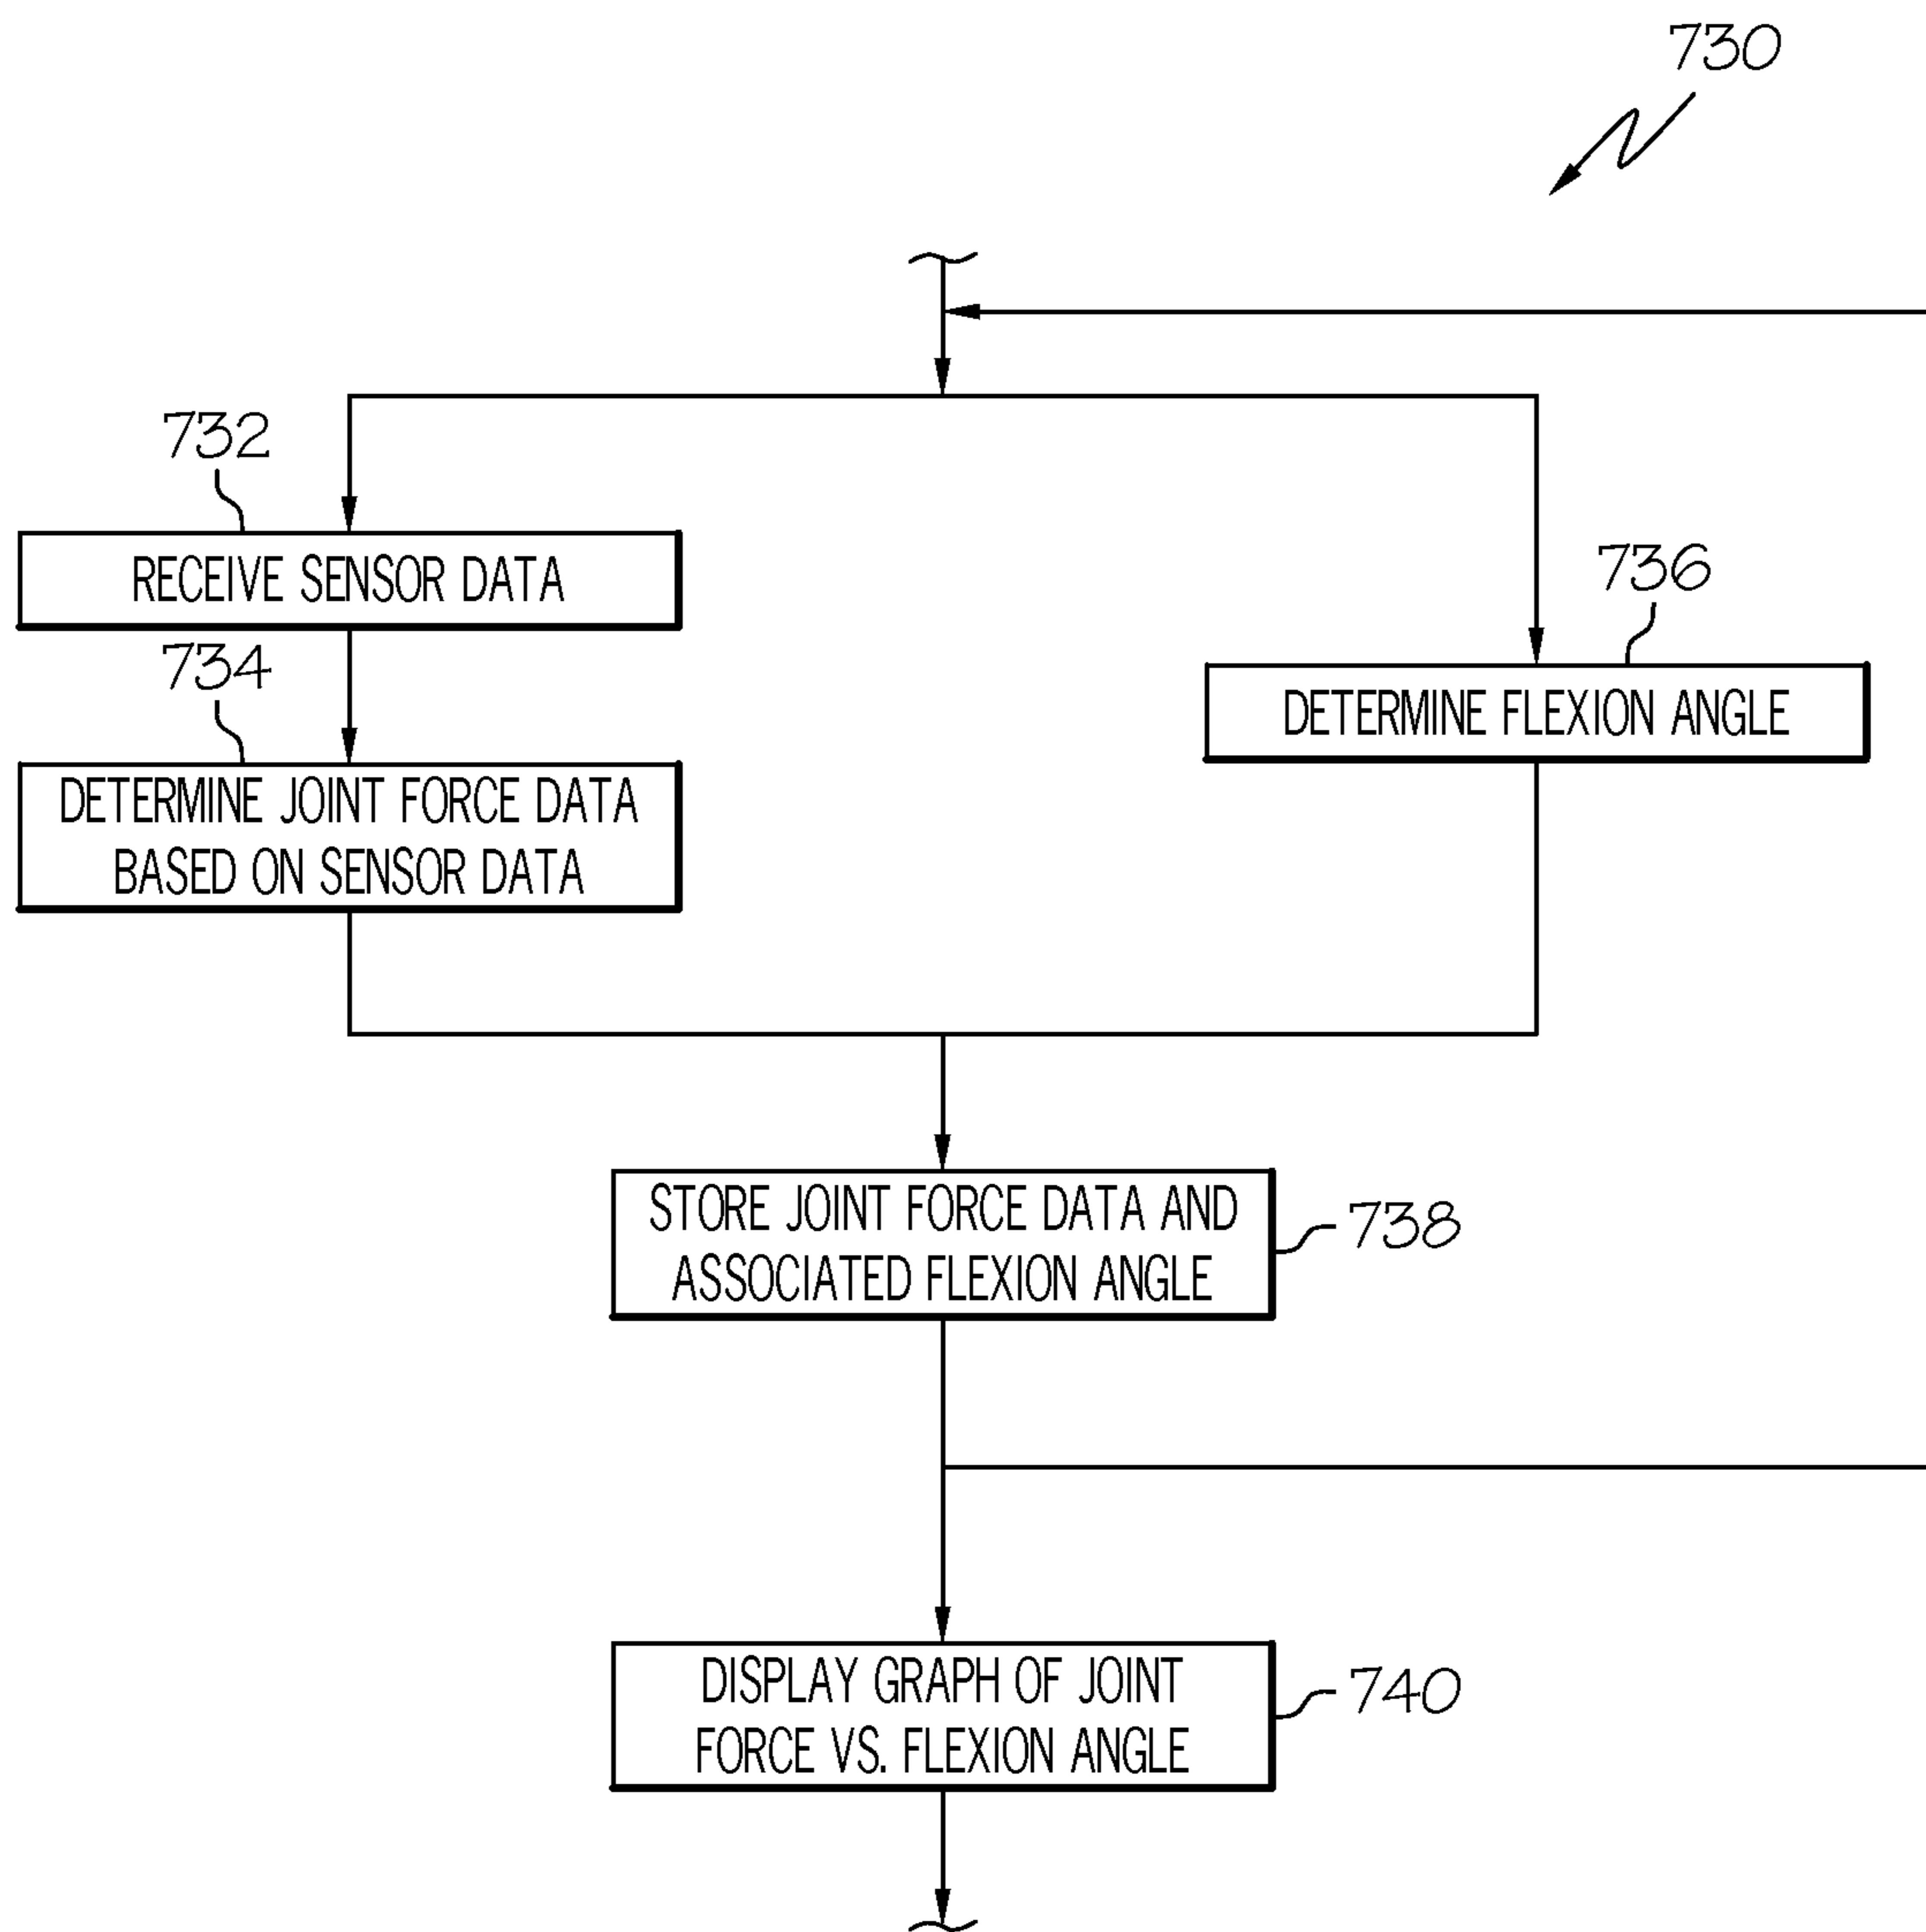 730
732
RECEIVE SENSOR DATA
736
DETERMINE FLEXION ANGLE
734
DETERMINE JOINT FORCE DATA
BASED ON SENSOR DATA
STORE JOINT FORCE DATA AND
ASSOCIATED FLEXION ANGLE
738
DISPLAY GRAPH OF JOINT
FORCE VS. FLEXION ANGLE
740